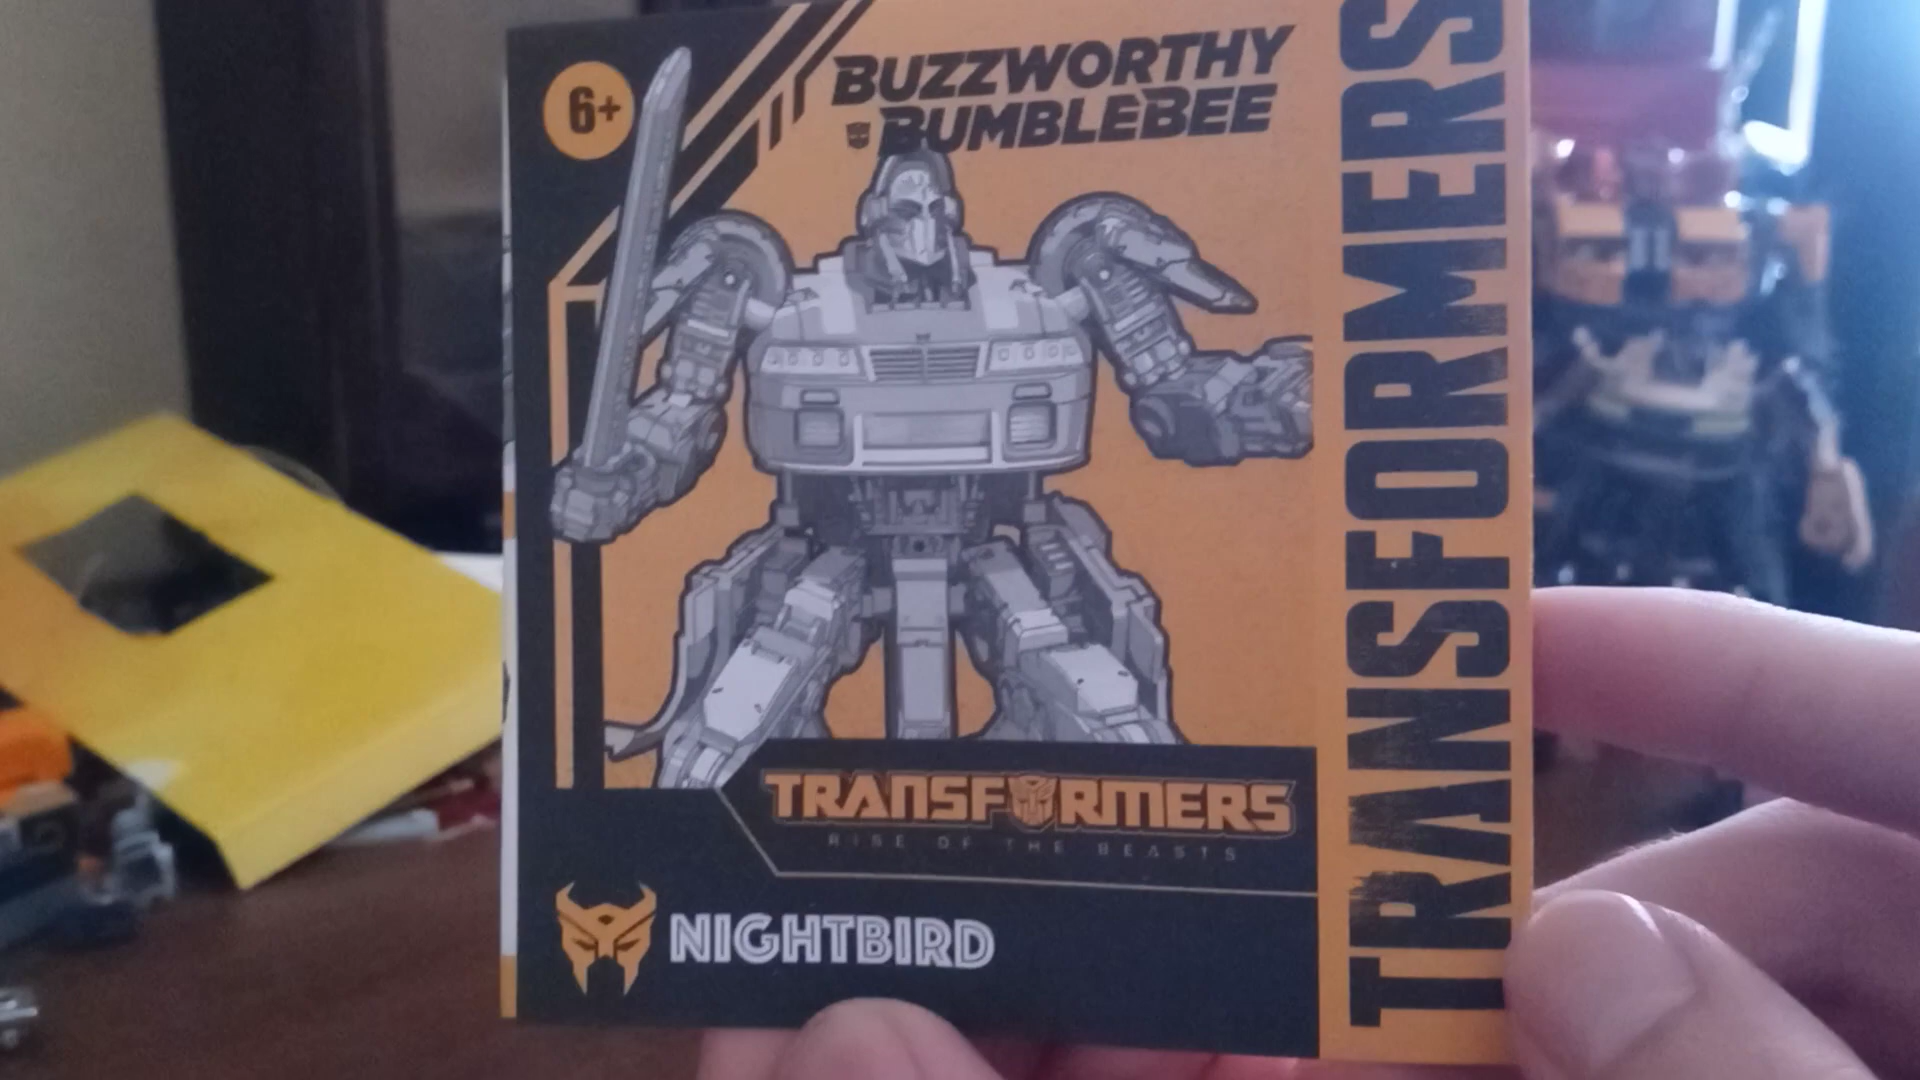 6+
BUZZWORTHY
BUMBLEBEE
TRANSFORMERS
TRANSFORMERS
RISE OF THE BEASTS
NIGHTBIRD